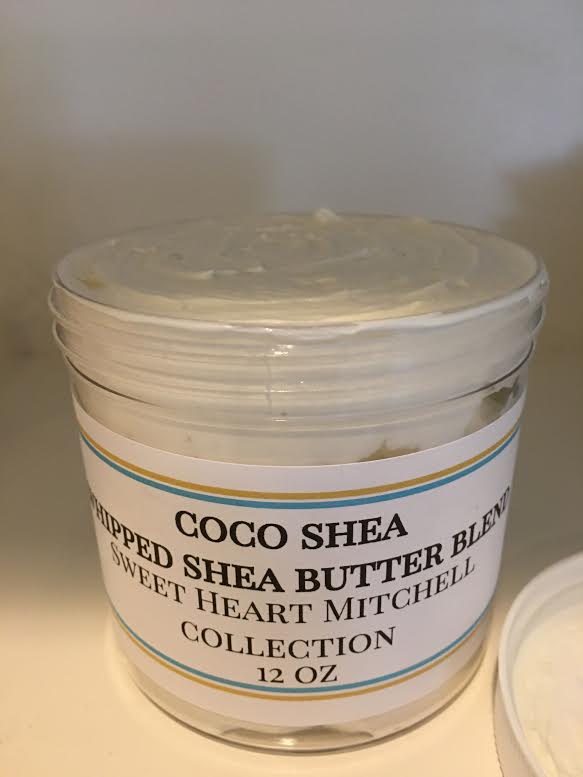 COCO SHEA
WHIPPED SHEA BUTTER BLEND
SWEET HEART MITCHELL
COLLECTION
12 OZ